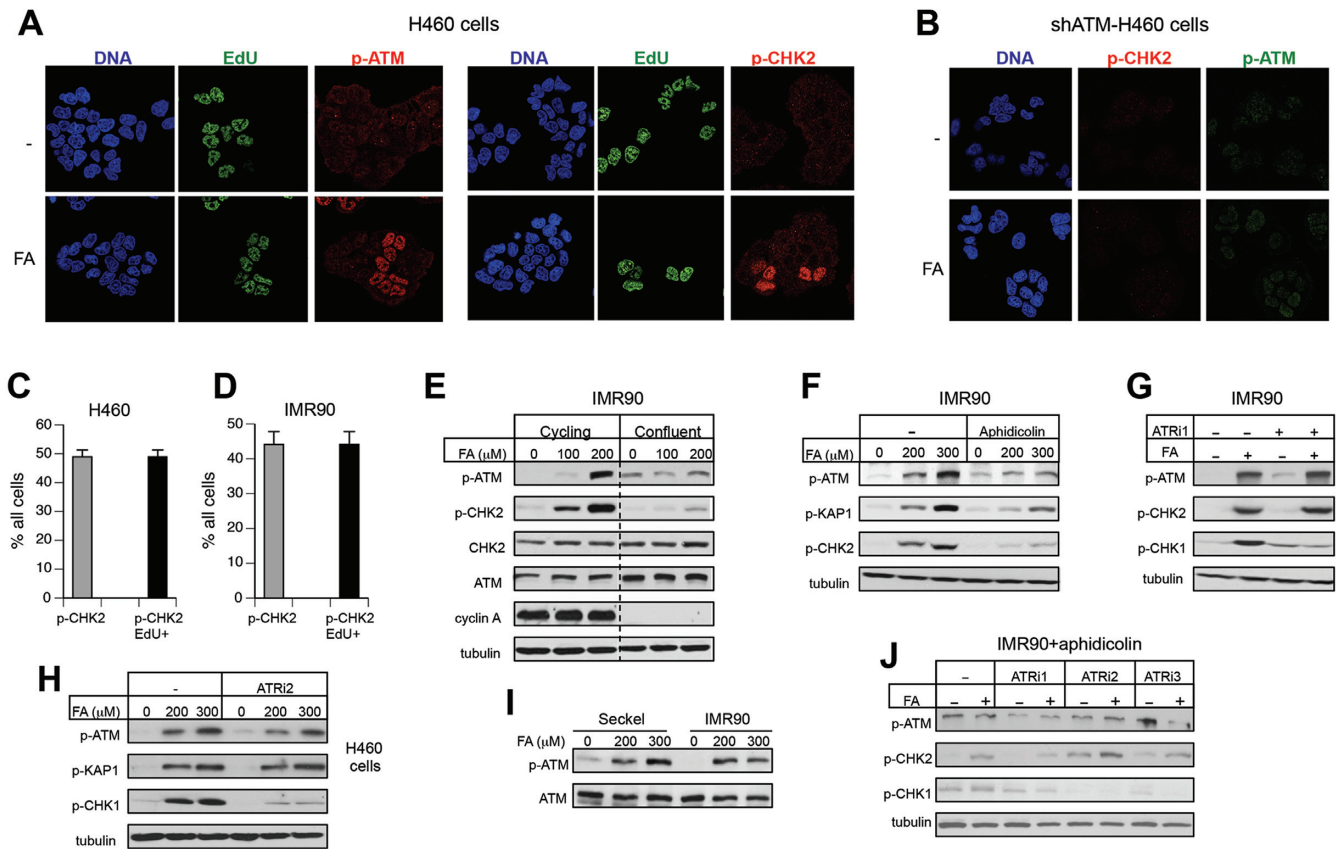 A
H460 cells
DNA EdU p-ATM DNA EdU p-CHK2
-
FA
B
shATM-H460 cells
DNA p-CHK2 p-ATM
-
FA
C
H460
% all cells
60
50
40
30
20
10
0
p-CHK2 p-CHK2
EdU+
D
IMR90
% all cells
50
40
30
20
10
0
p-CHK2 p-CHK2
EdU+
E
IMR90
Cycling Confluent
FA (µM) 0 100 200 0 100 200
p-ATM
p-CHK2
CHK2
ATM
cyclin A
tubulin
F
IMR90
– Aphidicolin
FA (µM) 0 200 300 0 200 300
p-ATM
p-KAP1
p-CHK2
tubulin
G
IMR90
ATRi1 – – + +
FA – + – +
p-ATM
p-CHK2
p-CHK1
tubulin
H
- ATRi2
FA (µM) 0 200 300 0 200 300
p-ATM
p-KAP1
p-CHK1
tubulin
H460
cells
I
Seckel IMR90
FA (µM) 0 200 300 0 200 300
p-ATM
ATM
J
IMR90+aphidicolin
– ATRi1 ATRi2 ATRi3
FA – + – + – + – +
p-ATM
p-CHK2
p-CHK1
tubulin